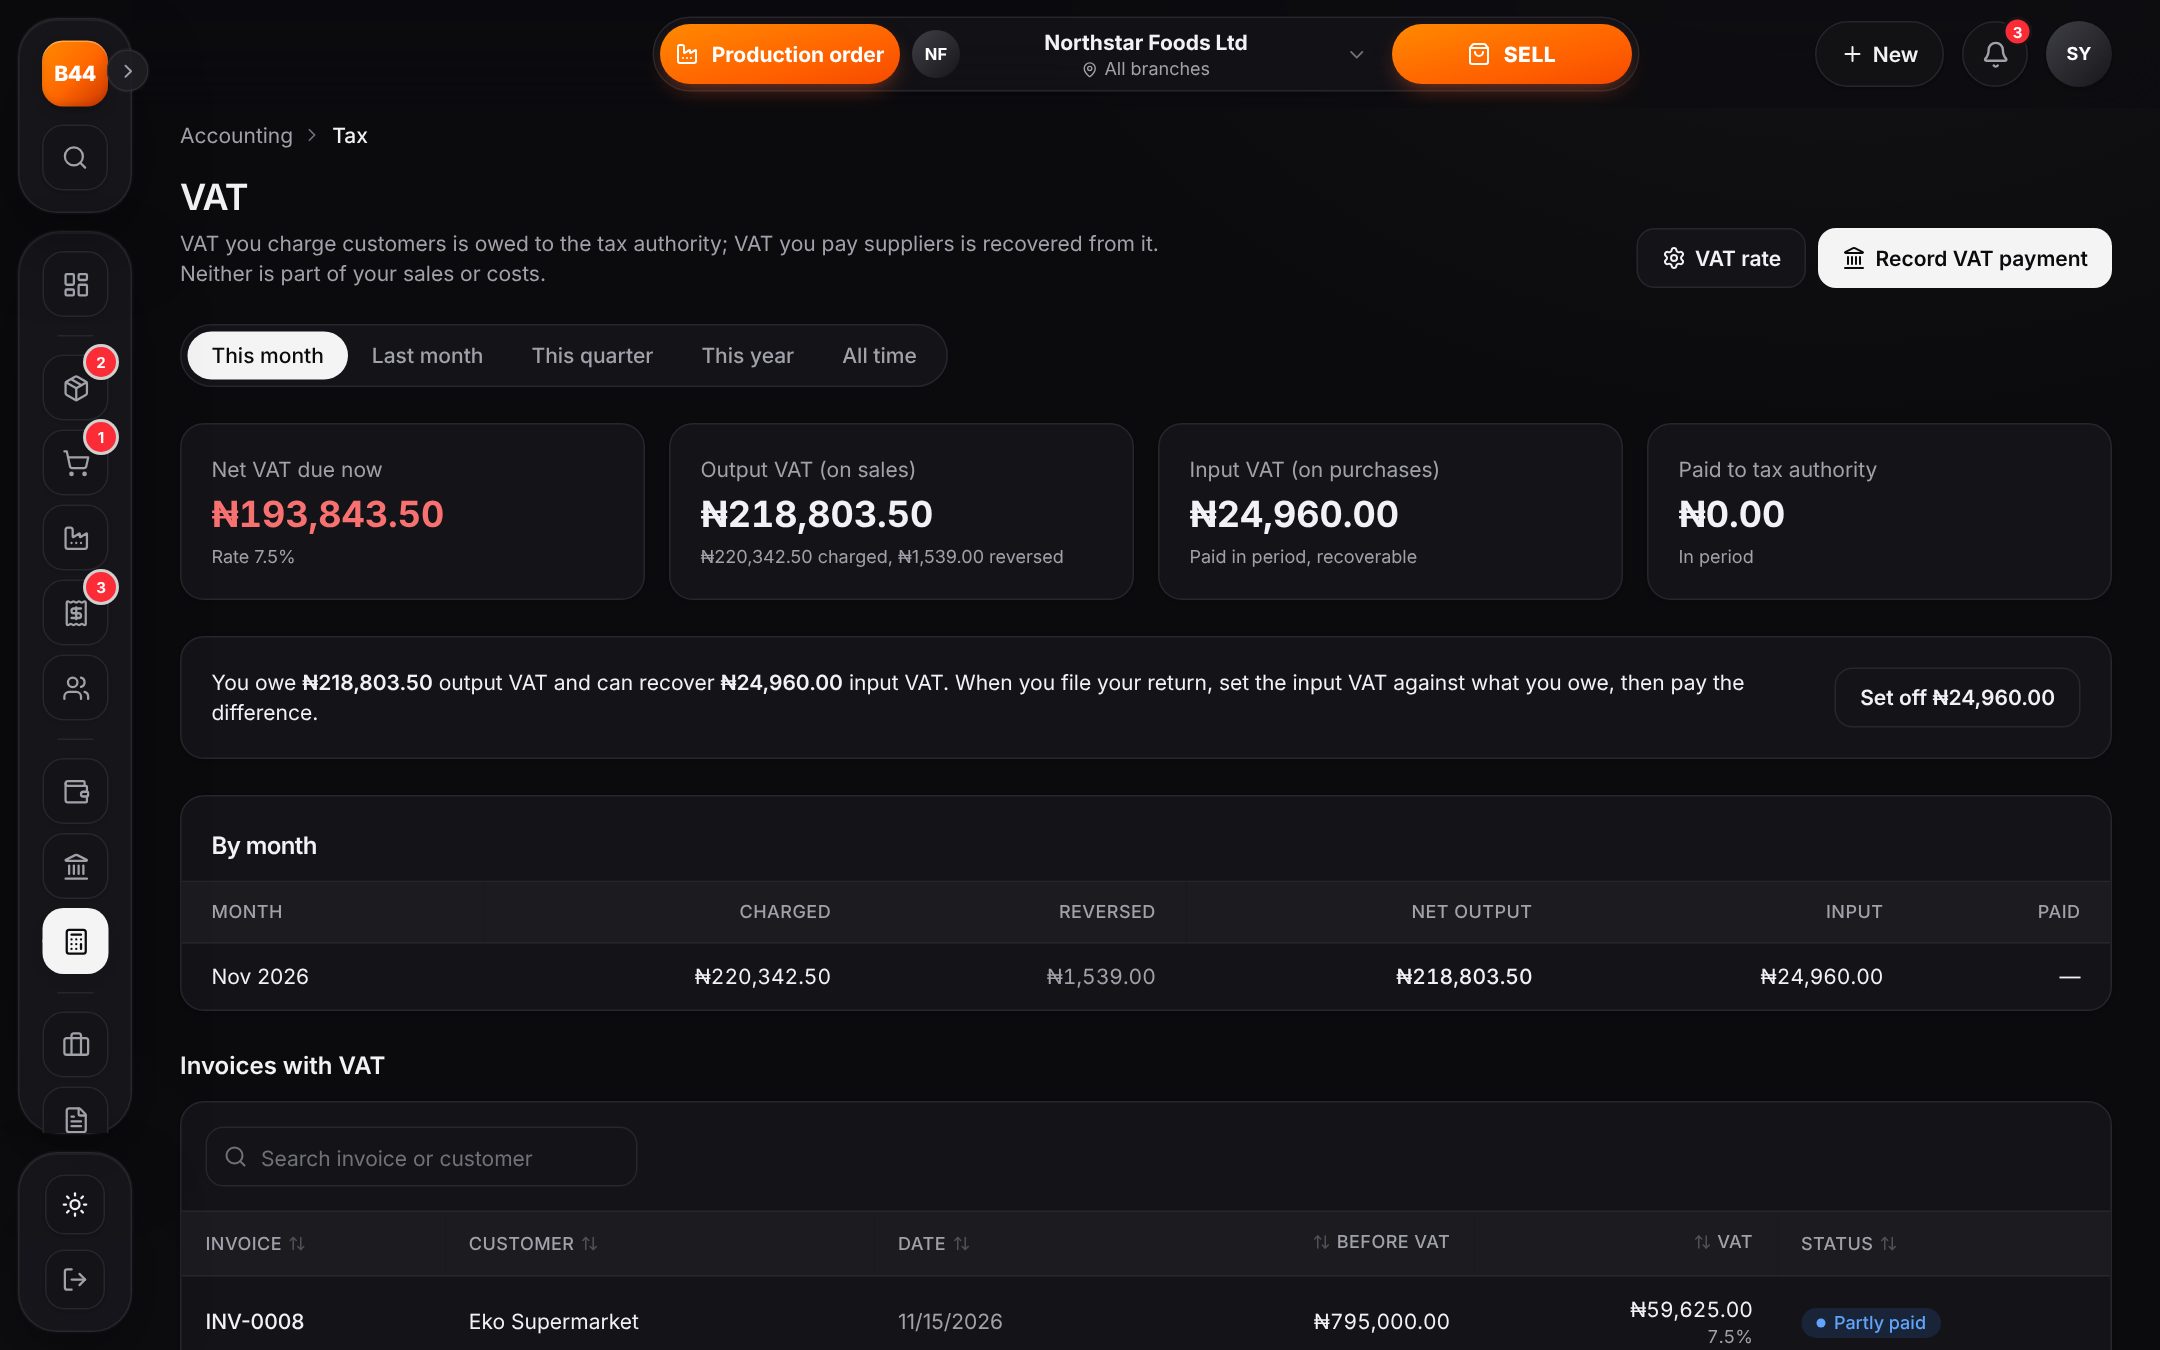 B44
Production order
NF
Northstar Foods Ltd
All branches
SELL
New
3
SY
Accounting
Tax
VAT
VAT you charge customers is owed to the tax authority; VAT you pay suppliers is recovered from it.
Neither is part of your sales or costs.
VAT rate
Record VAT payment
2
1
3
This month
Last month
This quarter
This year
All time
Net VAT due now
₦193,843.50
Rate 7.5%
Output VAT (on sales)
₦218,803.50
₦220,342.50 charged, ₦1,539.00 reversed
Input VAT (on purchases)
₦24,960.00
Paid in period, recoverable
Paid to tax authority
₦0.00
In period
You owe ₦218,803.50 output VAT and can recover ₦24,960.00 input VAT. When you file your return, set the input VAT against what you owe, then pay the
difference.
Set off ₦24,960.00
By month
MONTH CHARGED REVERSED NET OUTPUT INPUT PAID
Nov 2026 ₦220,342.50 ₦1,539.00 ₦218,803.50 ₦24,960.00 —
Invoices with VAT
Search invoice or customer
INVOICE CUSTOMER DATE BEFORE VAT VAT STATUS
INV-0008 Eko Supermarket 11/15/2026 ₦795,000.00 ₦59,625.00 Partly paid
7.5%